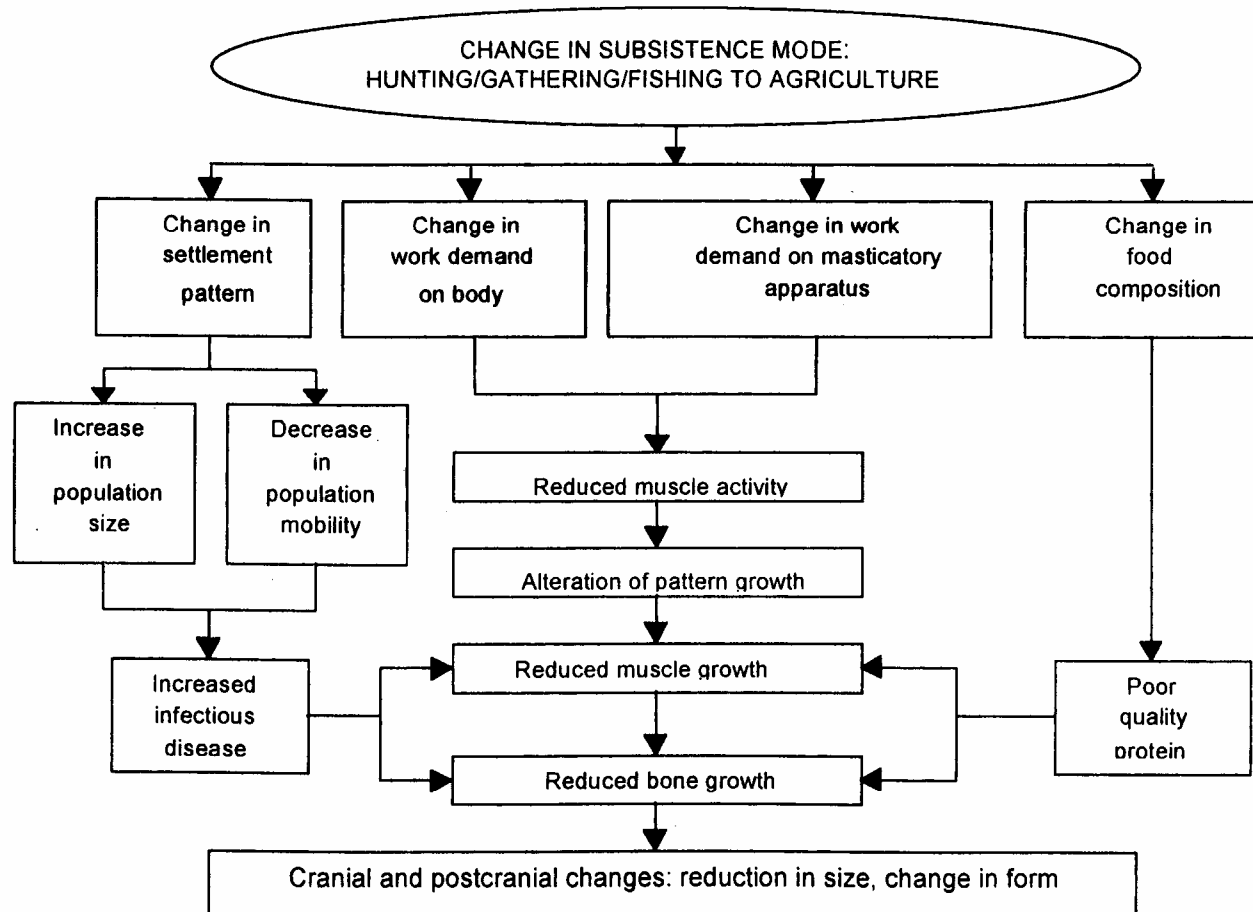 CHANGE IN SUBSISTENCE MODE:
HUNTING/GATHERING/FISHING TO AGRICULTURE
Change in
settlement
pattern
Change in
work demand
on body
Change in work
demand on masticatory
apparatus
Change in
food
composition
Increase
in
population
size
Decrease
in
population
mobility
Reduced muscle activity
Alteration of pattern growth
Reduced muscle growth
Increased
infectious
disease
Poor
quality
protein
Reduced bone growth
Cranial and postcranial changes: reduction in size, change in form